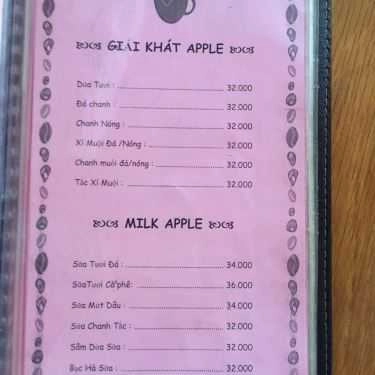 GIẢI KHÁT APPLE
Dừa Tươi : 32.000
Đá chanh : 32.000
Chanh Nóng : 32.000
Xí Muội Đá /Nóng : 32.000
Chanh muối đá/nóng: 32.000
Tắc Xí Muội : 32.000
MILK APPLE
Sữa Tươi Đá : 34.000
SữaTươi Cà phê: 36.000
Sữa Mứt Dâu : 34.000
Sữa Chanh Tắc : 32.000
Sâm Dứa Sữa : 32.000
Bạc Hà Sữa : 32.000